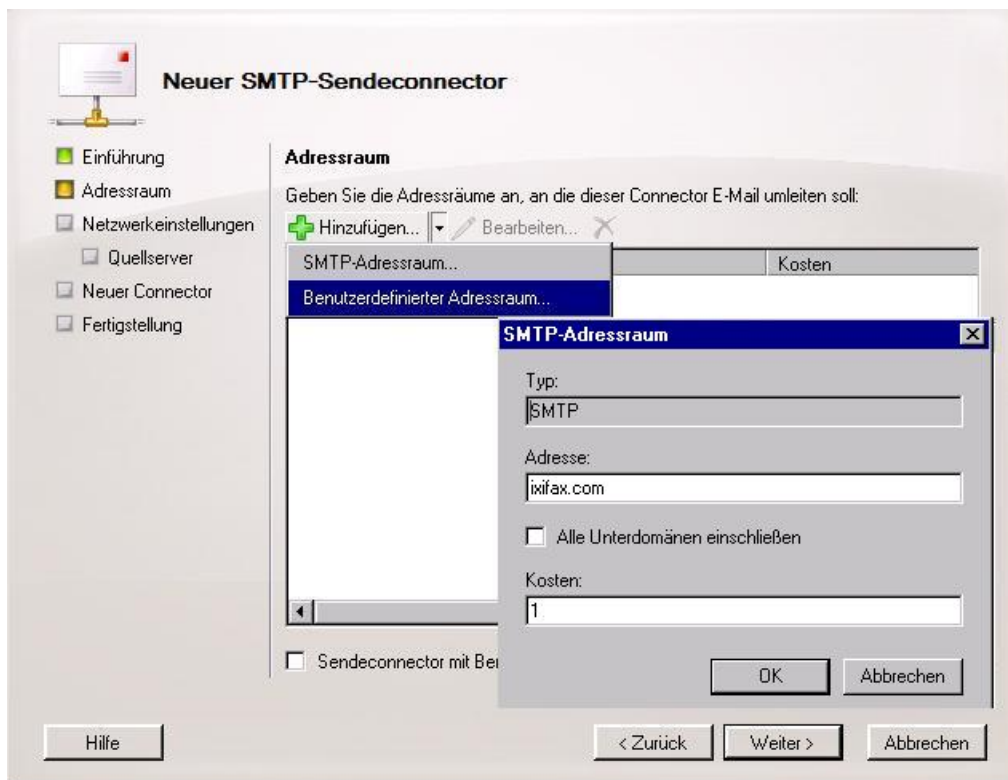 Neuer SMTP-Sendeconnector
Einführung
Adressraum
Netzwerkeinstellungen
Quellserver
Neuer Connector
Fertigstellung
Adressraum
Geben Sie die Adressräume an, an die dieser Connector E-Mail umleiten soll:
Hinzufügen...
Bearbeiten...
SMTP-Adressraum...
Kosten
Benutzerdefinierter Adressraum...
SMTP-Adressraum
Typ:
SMTP
Adresse:
ixifax.com
Alle Unterdomänen einschließen
Kosten:
1
OK
Abbrechen
Sendeconnector mit
Hilfe
< Zurück
Weiter >
Abbrechen